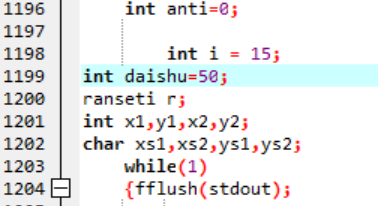 1196 int anti=0;
1197
1198 int i = 15;
1199 int daishu=50;
1200 ranseti r;
1201 int x1,y1,x2,y2;
1202 char xs1,xs2,ys1,ys2;
1203 while(1)
1204 {fflush(stdout);